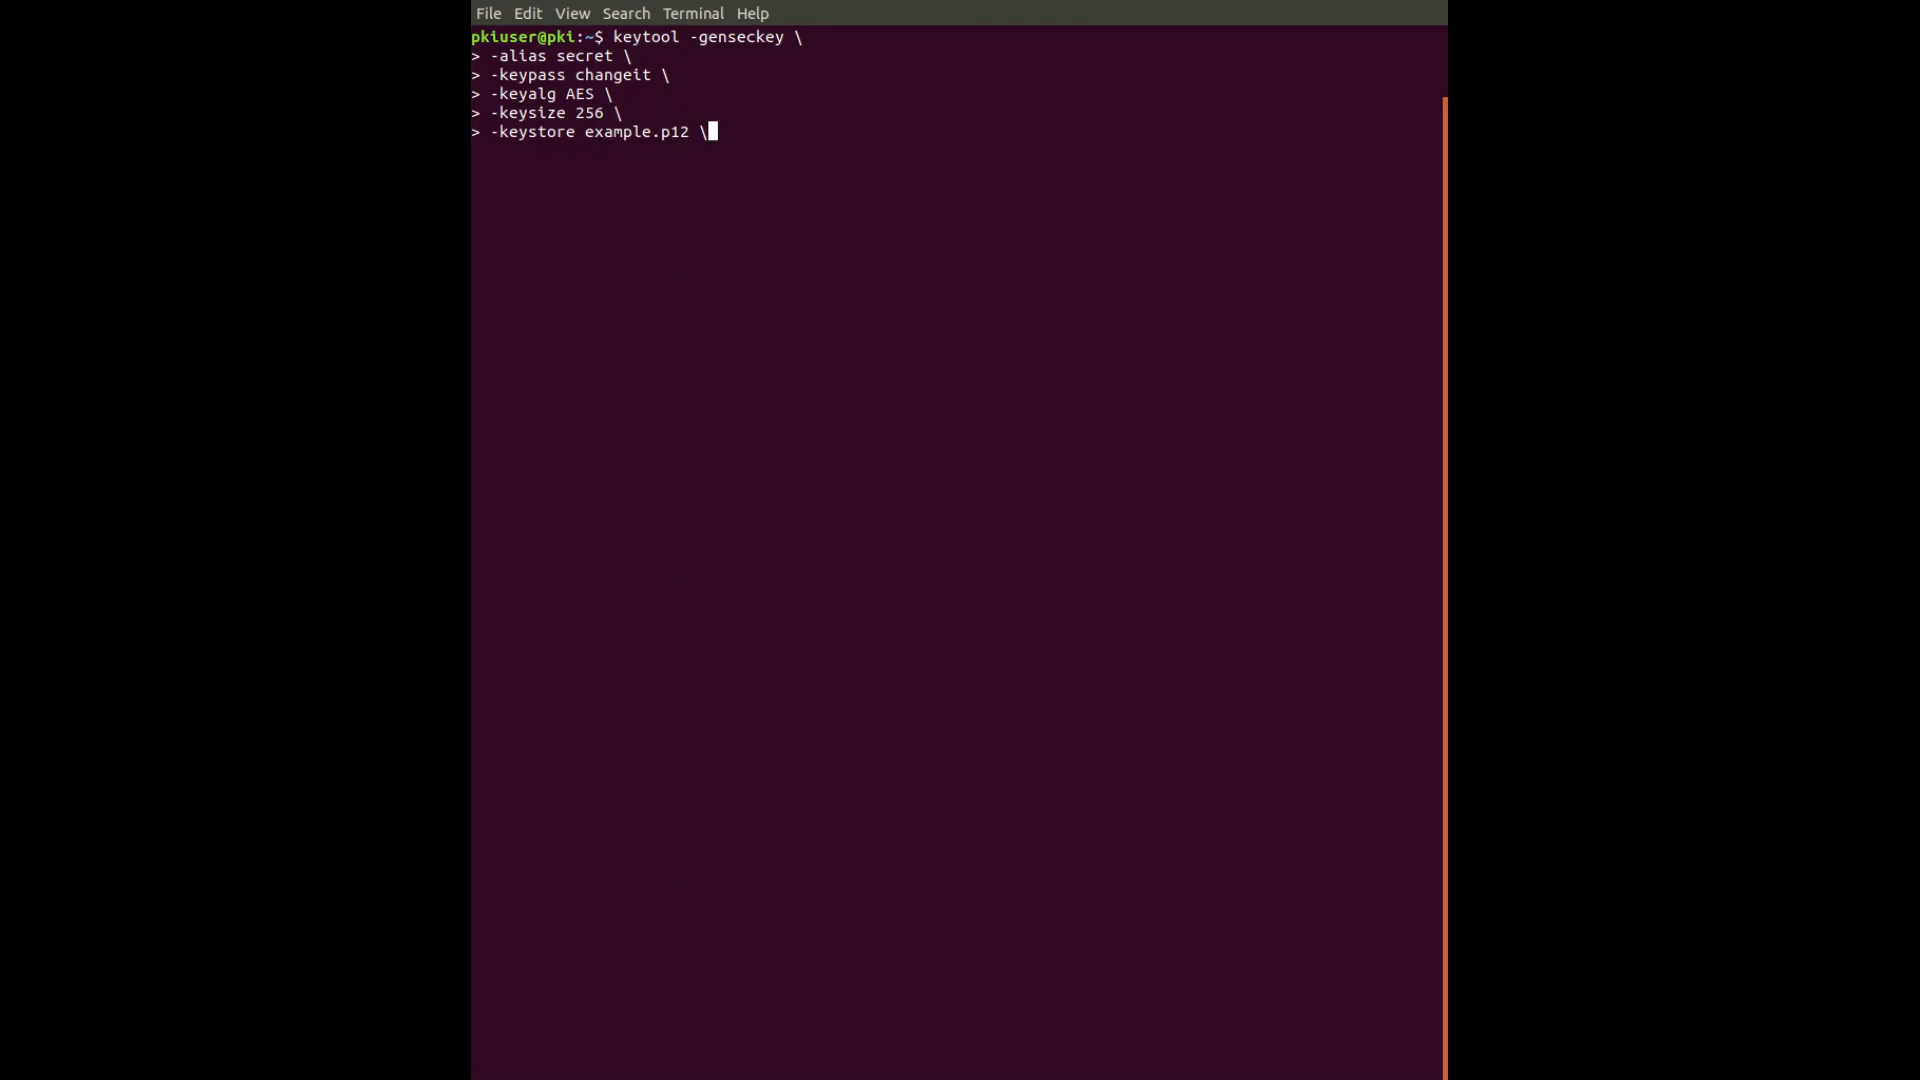 File Edit View Search Terminal Help
pkiuser@pki:~$ keytool -genseckey \
> -alias secret \
> -keypass changeit \
> -keyalg AES \
> -keysize 256 \
> -keystore example.p12 \